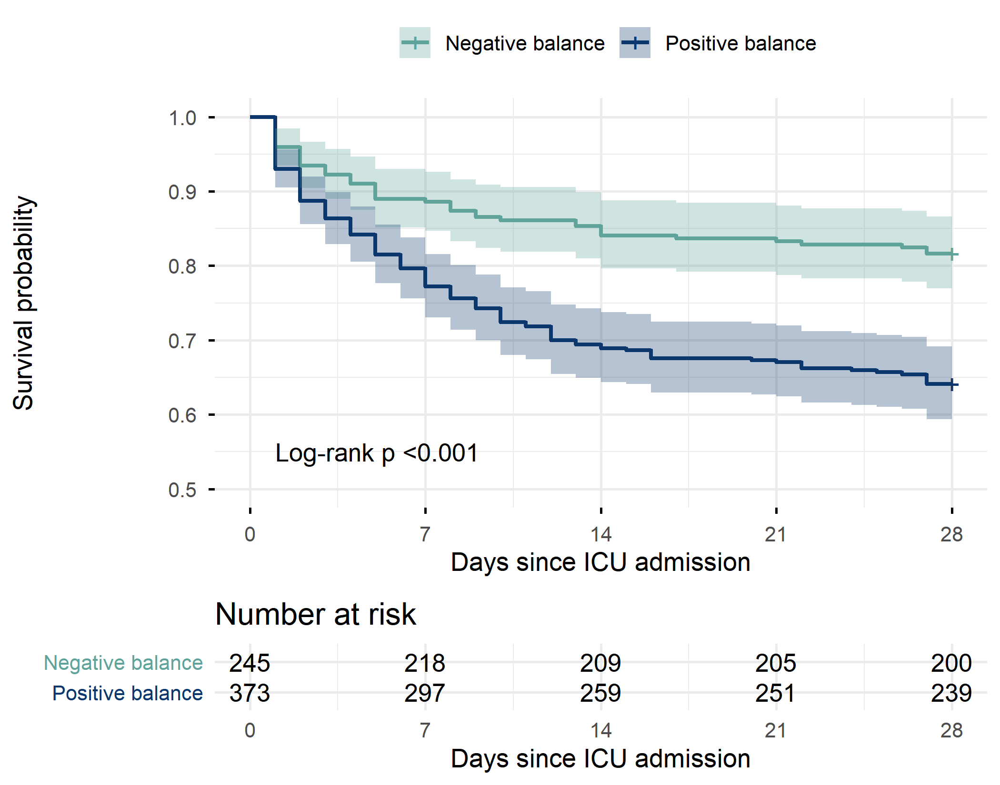 Negative balance Positive balance
Survival probability
1.0
0.9
0.8
0.7
0.6
0.5
Log-rank p <0.001
0 7 14 21 28
Days since ICU admission
Number at risk
Negative balance 245 218 209 205 200
Positive balance 373 297 259 251 239
0 7 14 21 28
Days since ICU admission